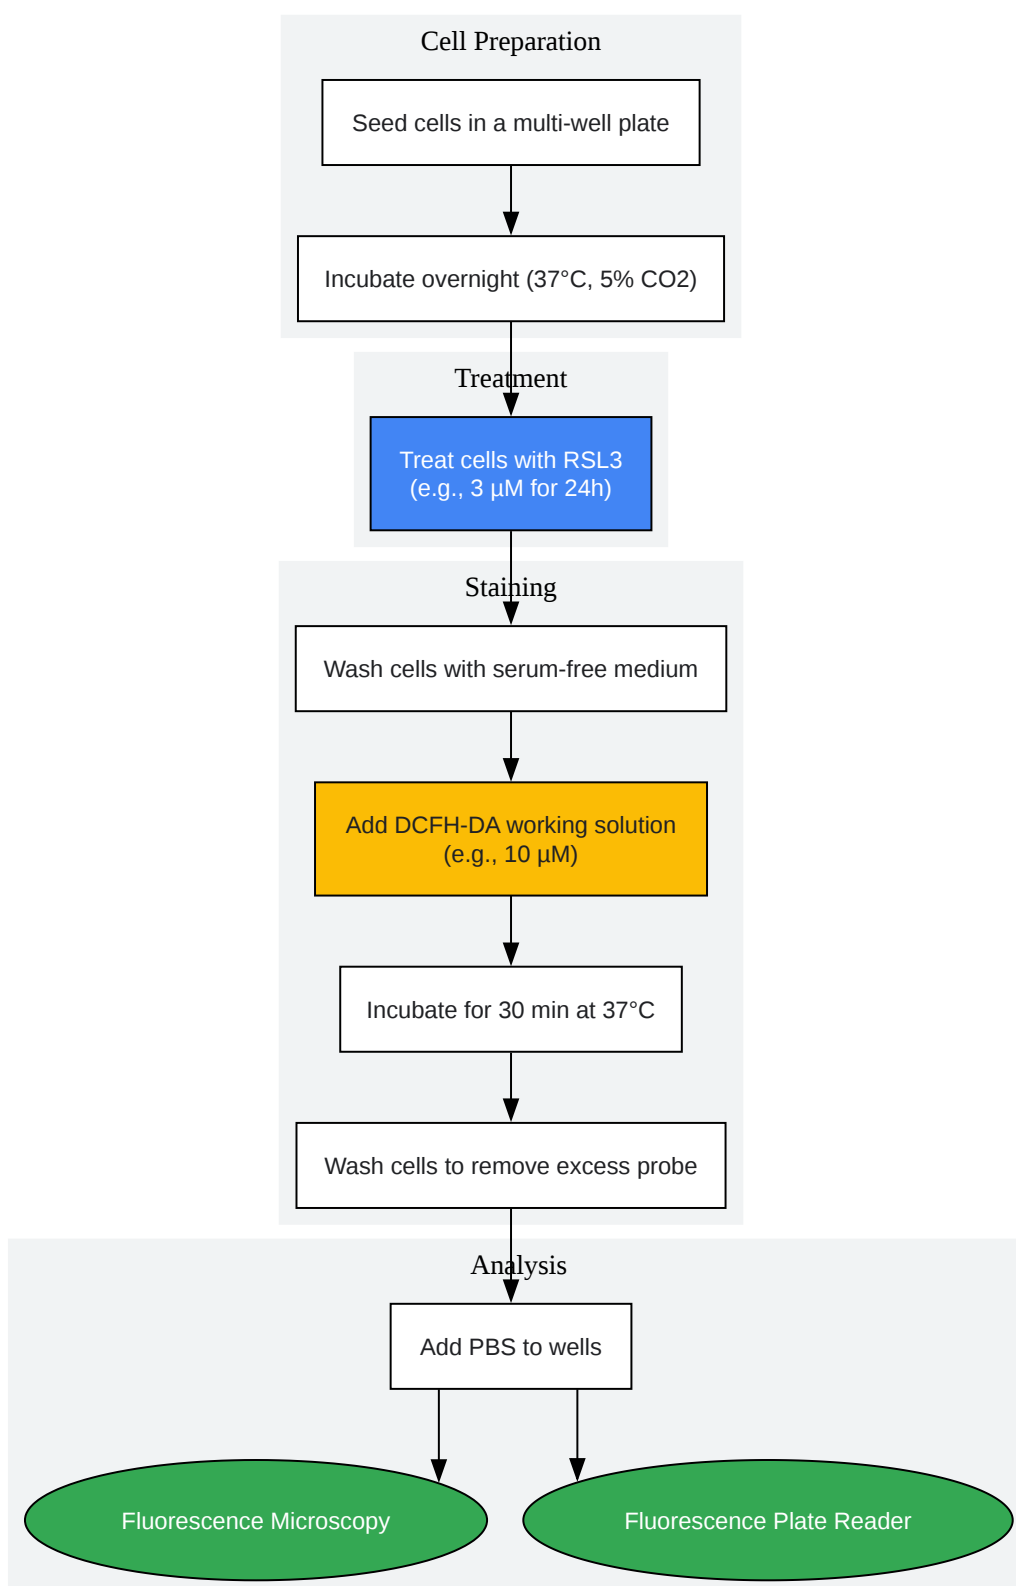 Cell Preparation
Seed cells in a multi-well plate
Incubate overnight (37°C, 5% CO2)
Treatment
Treat cells with RSL3
(e.g., 3 µM for 24h)
Staining
Wash cells with serum-free medium
Add DCFH-DA working solution
(e.g., 10 µM)
Incubate for 30 min at 37°C
Wash cells to remove excess probe
Analysis
Add PBS to wells
Fluorescence Microscopy
Fluorescence Plate Reader